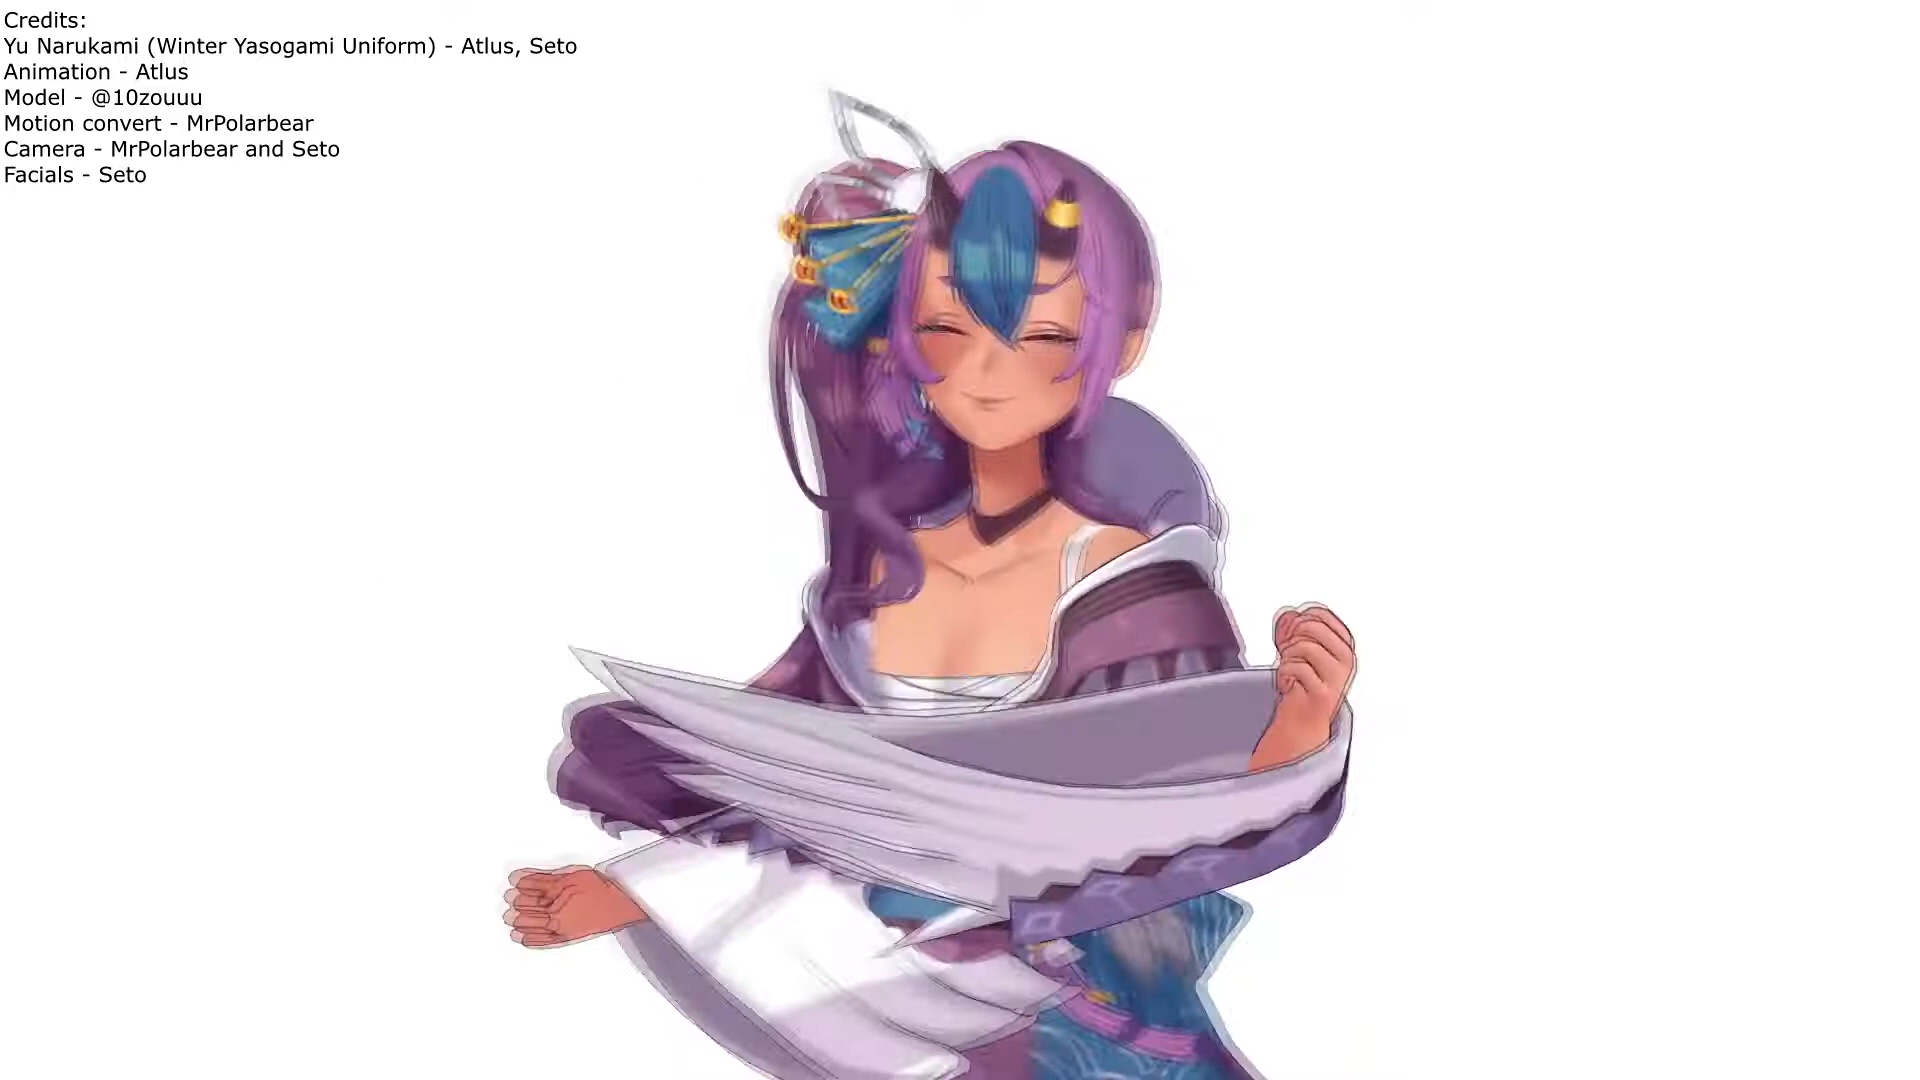 Credits:
Yu Narukami (Winter Yasogami Uniform) - Atlus, Seto
Animation - Atlus
Model - @10zouuu
Motion convert - MrPolarbear
Camera - MrPolarbear and Seto
Facials - Seto